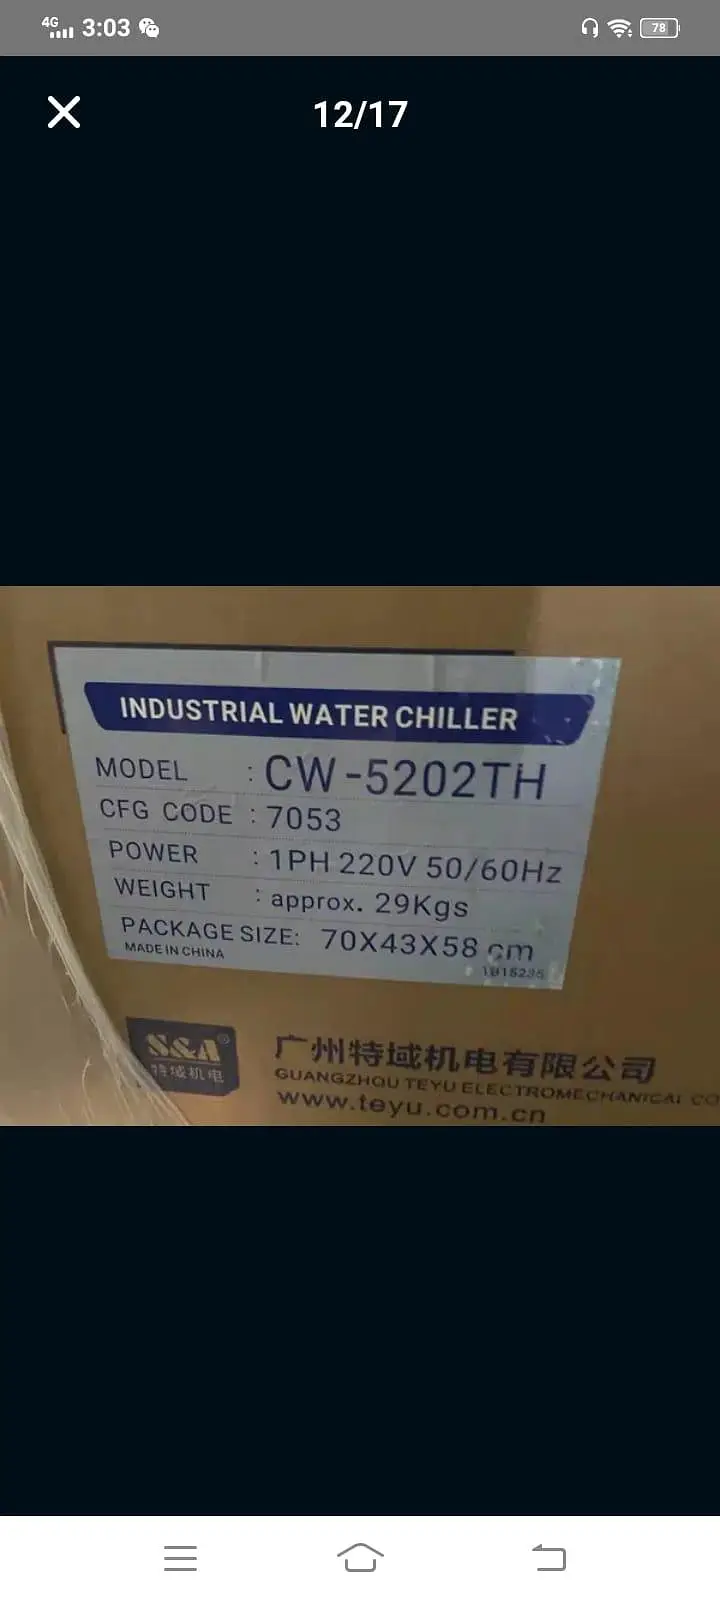 4G 3:03 78
12/17
INDUSTRIAL WATER CHILLER
MODEL : CW-5202TH
CFG CODE : 7053
POWER : 1PH 220V 50/60Hz
WEIGHT : approx. 29Kgs
PACKAGE SIZE: 70X43X58 cm
MADE IN CHINA
S&A®
特域机电
广州特域机电有限公司
GUANGZHOU TEYU ELECTROMECHANICAL CO
www.teyu.com.cn